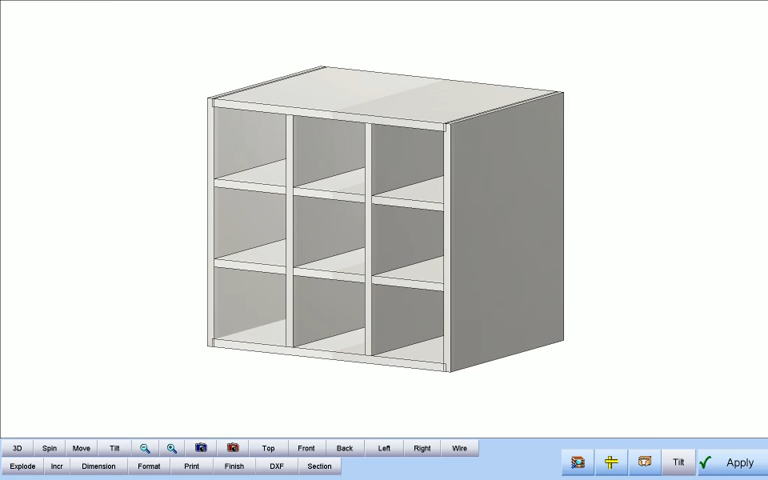 3D Spin Move Tilt Top Front Back Left Right Wire
Explode Incr Dimension Format Print Finish DXF Section
Tilt Apply